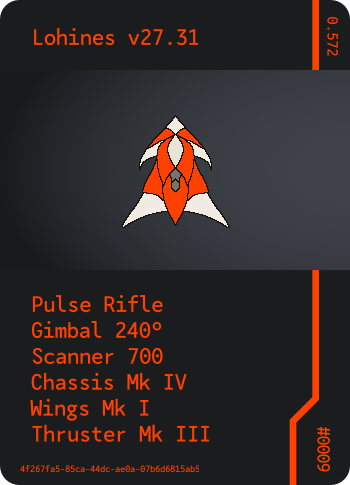 Lohines v27.31
0.572
Pulse Rifle
Gimbal 240°
Scanner 700
Chassis Mk IV
Wings Mk I
Thruster Mk III
#0009
4f267fa5-85ca-44dc-ae0a-07b6d6815ab5